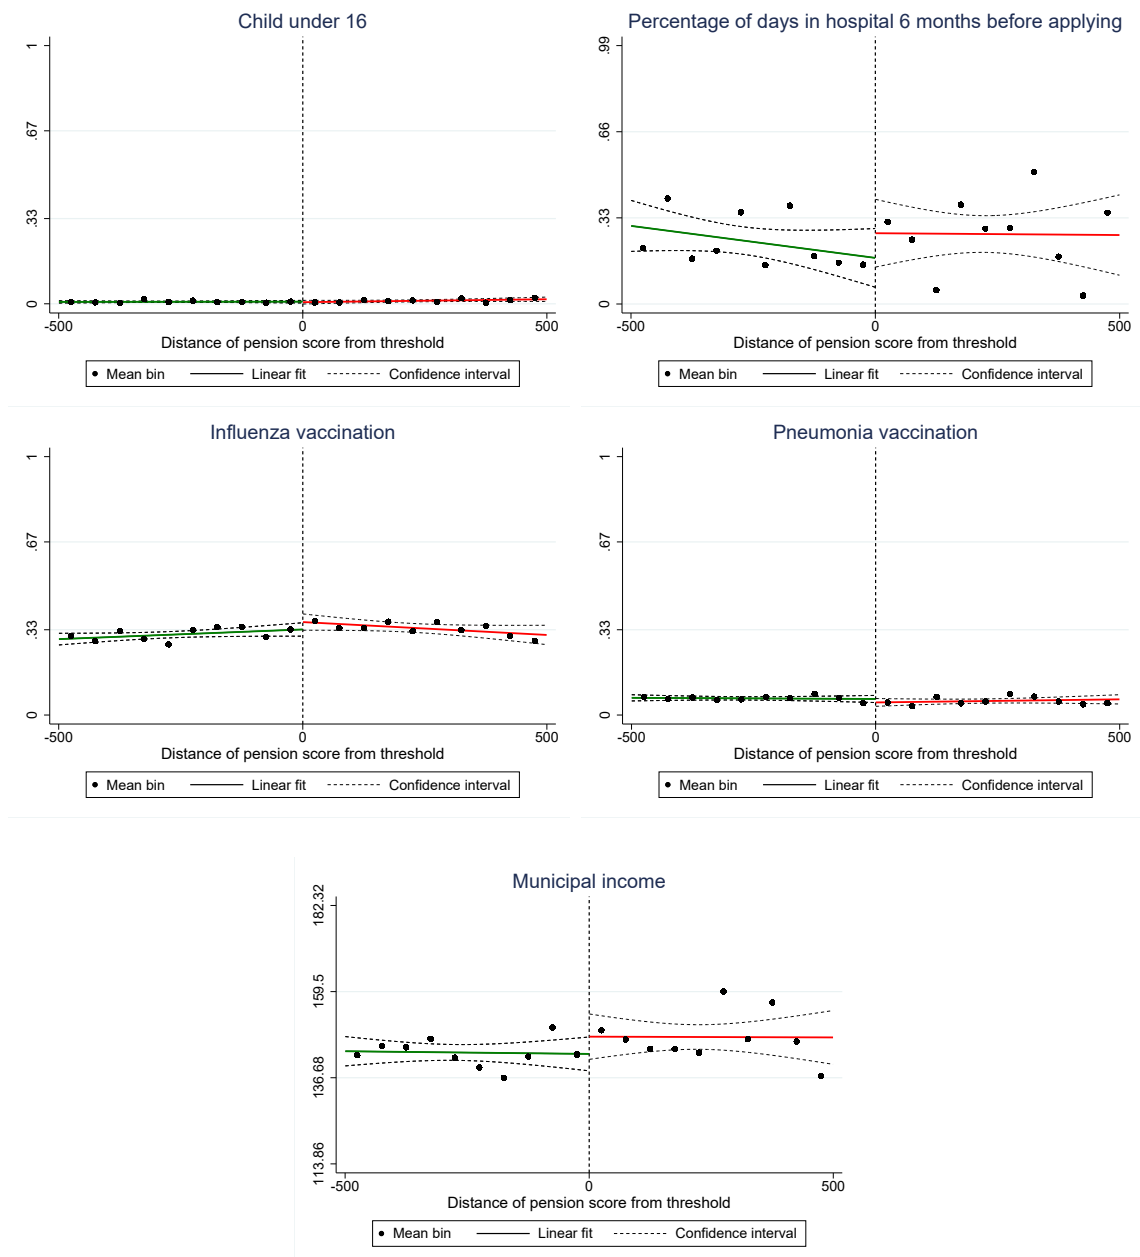 Child under 16
1
.67
.33
0
-500 0 500
Distance of pension score from threshold
Mean bin Linear fit Confidence interval
Percentage of days in hospital 6 months before applying
.99
.66
.33
0
-500 0 500
Distance of pension score from threshold
Mean bin Linear fit Confidence interval
Influenza vaccination
1
.67
.33
0
-500 0 500
Distance of pension score from threshold
Mean bin Linear fit Confidence interval
Pneumonia vaccination
1
.67
.33
0
-500 0 500
Distance of pension score from threshold
Mean bin Linear fit Confidence interval
Municipal income
182.32
159.5
136.68
113.86
-500 0 500
Distance of pension score from threshold
Mean bin Linear fit Confidence interval